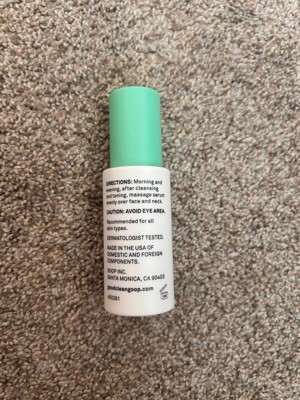 DIRECTIONS: Morning and
evening, after cleansing
and toning, massage serum
evenly over face and neck.
CAUTION: AVOID EYE AREA.
Recommended for all
skin types.
DERMATOLOGIST TESTED.
MADE IN THE USA OF
DOMESTIC AND FOREIGN
COMPONENTS.
GOOP INC.
SANTA MONICA, CA 90403
goodcleangoop.com